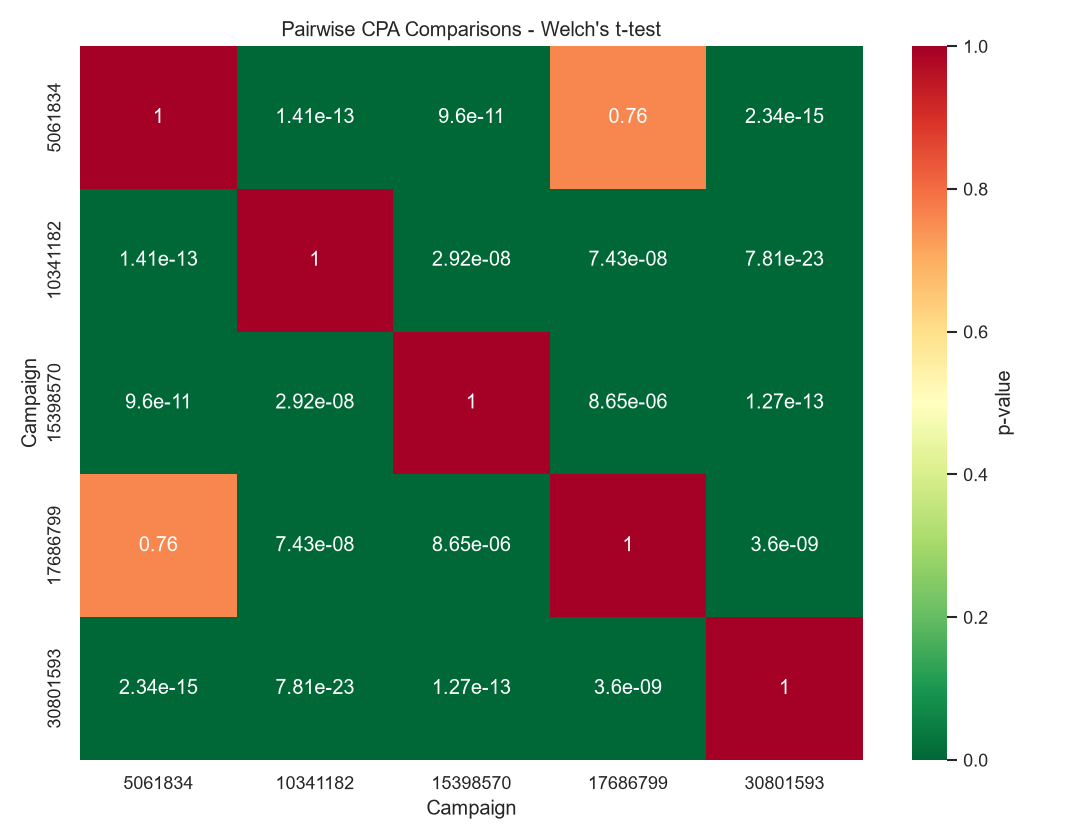 Pairwise CPA Comparisons - Welch's t-test
5061834
1
1.41e-13
9.6e-11
0.76
2.34e-15
10341182
1.41e-13
1
2.92e-08
7.43e-08
7.81e-23
Campaign
15398570
9.6e-11
2.92e-08
1
8.65e-06
1.27e-13
17686799
0.76
7.43e-08
8.65e-06
1
3.6e-09
30801593
2.34e-15
7.81e-23
1.27e-13
3.6e-09
1
5061834
10341182
15398570
17686799
30801593
Campaign
1.0
0.8
0.6
0.4
0.2
0.0
p-value